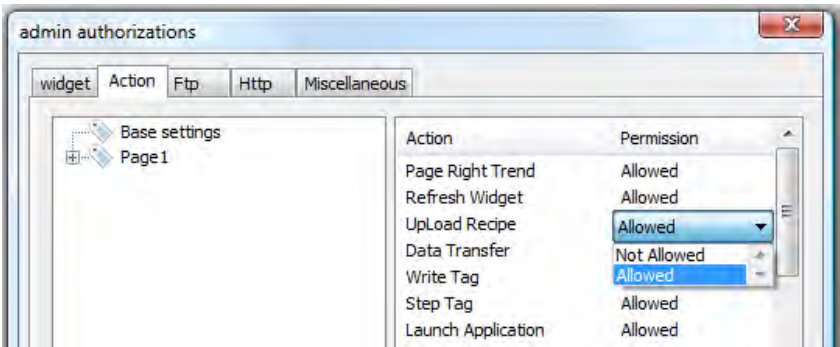 admin authorizations
widget Action Ftp Http Miscellaneous
Base settings
Page1
Action Permission
Page Right Trend Allowed
Refresh Widget Allowed
UpLoad Recipe Allowed
Data Transfer Not Allowed
Write Tag Allowed
Step Tag Allowed
Launch Application Allowed